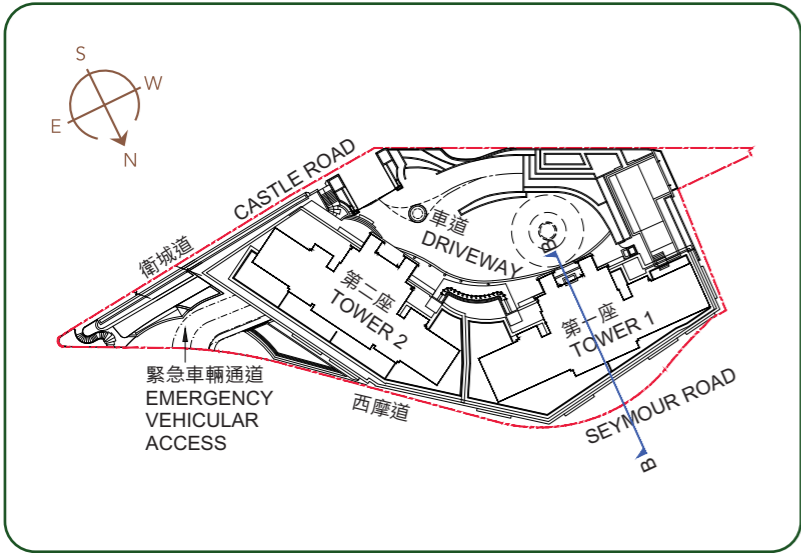 S
W
E
N
CASTLE ROAD
衛城道
車道
DRIVEWAY
B
第二座
TOWER 2
第一座
TOWER 1
緊急車輛通道
EMERGENCY
VEHICULAR
ACCESS
西摩道
SEYMOUR ROAD
B